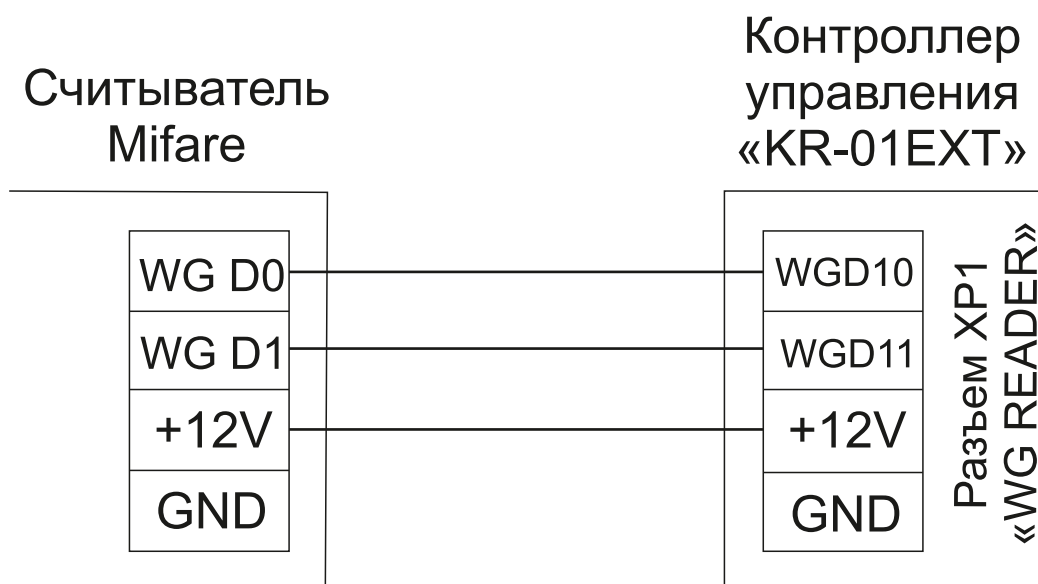 Считыватель
Mifare
Контроллер
управления
«KR-01EXT»
WG D0
WG D1
+12V
GND
WGD10
WGD11
+12V
GND
Разъем XP1
«WG READER»